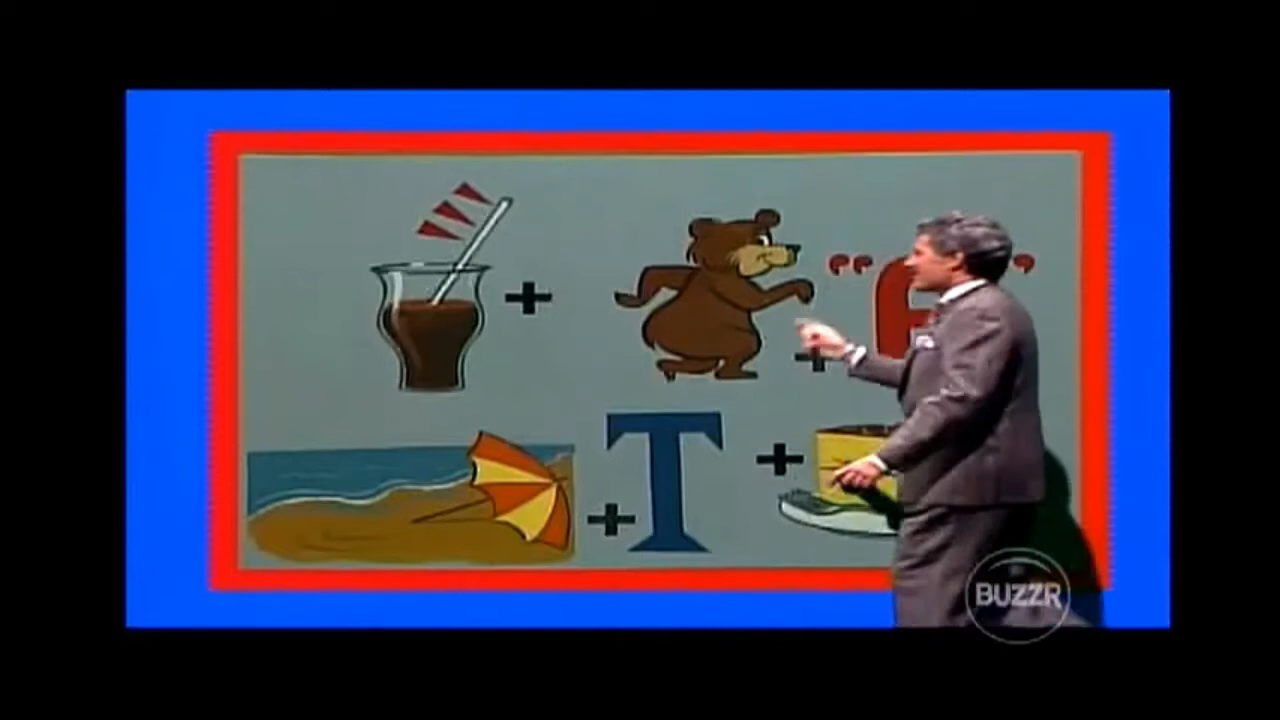 + +
+ T +
BUZZR